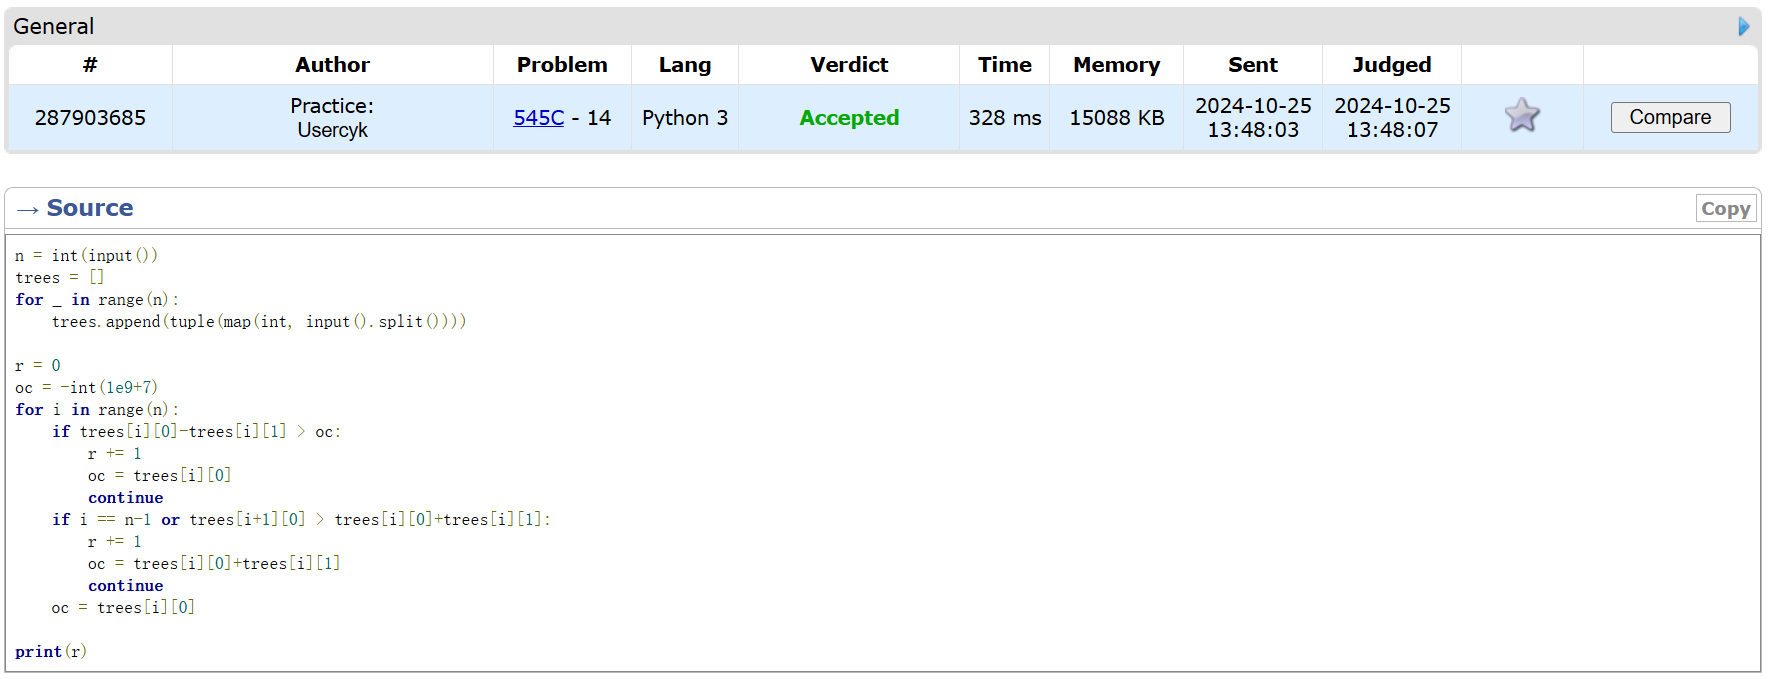 General
# Author Problem Lang Verdict Time Memory Sent Judged
287903685 Practice: Usercyk 545C - 14 Python 3 Accepted 328 ms 15088 KB 2024-10-25 13:48:03 2024-10-25 13:48:07 Compare
→ Source
Copy
n = int(input())
trees = []
for _ in range(n):
    trees.append(tuple(map(int, input().split())))
r = 0
oc = -int(1e9+7)
for i in range(n):
    if trees[i][0]-trees[i][1] > oc:
        r += 1
        oc = trees[i][0]
        continue
    if i == n-1 or trees[i+1][0] > trees[i][0]+trees[i][1]:
        r += 1
        oc = trees[i][0]+trees[i][1]
        continue
    oc = trees[i][0]
print(r)